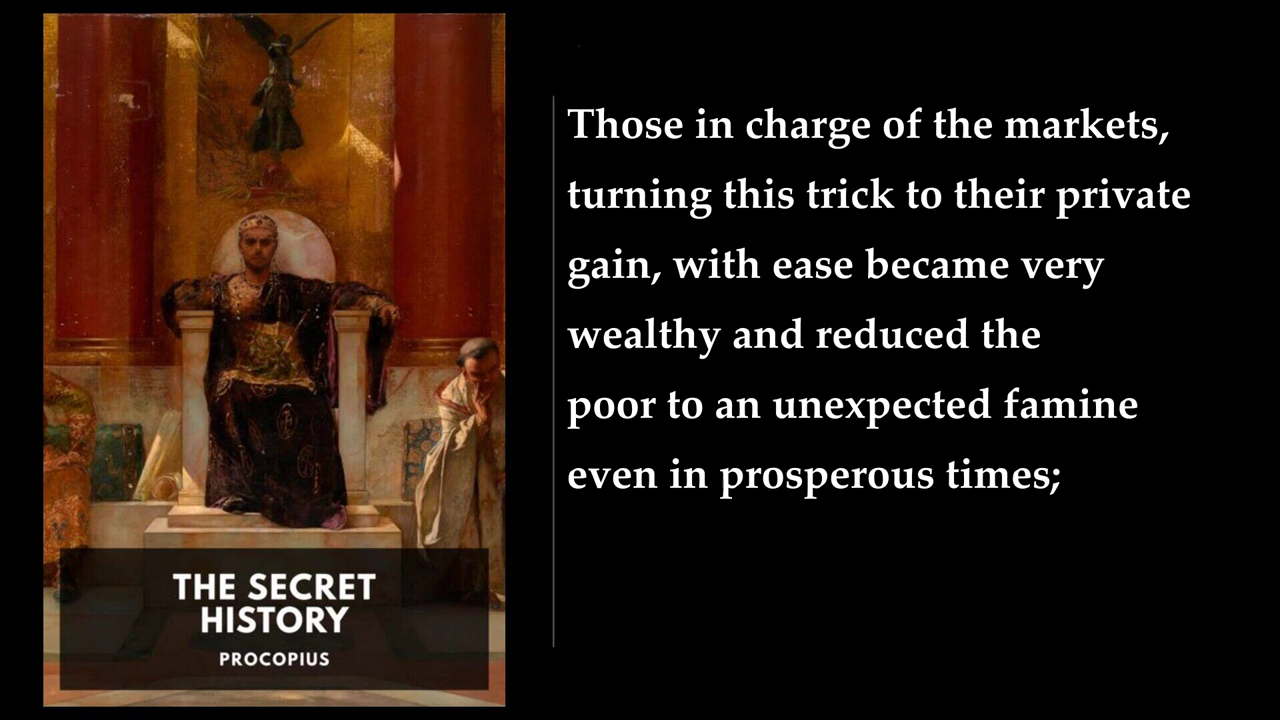 THE SECRET
HISTORY
PROCOPIUS
Those in charge of the markets,
turning this trick to their private
gain, with ease became very
wealthy and reduced the
poor to an unexpected famine
even in prosperous times;